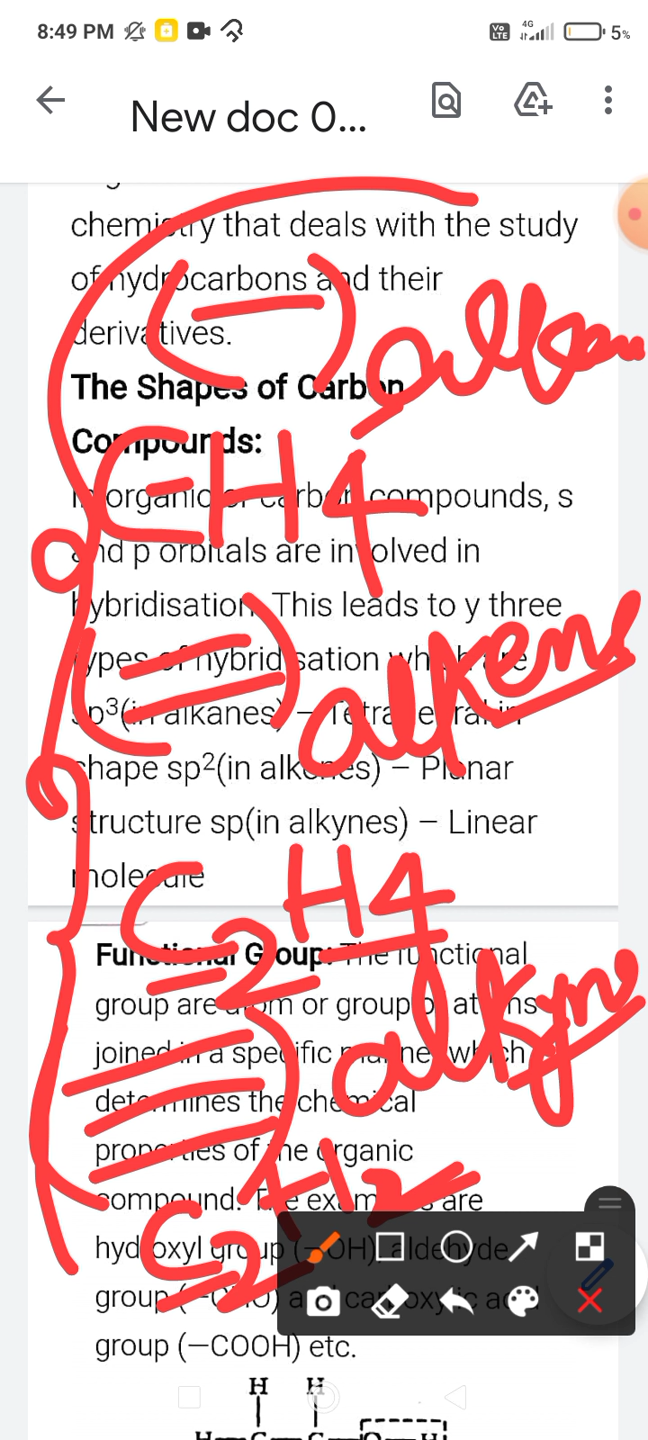 8:49 PM Vo LTE 4G 5%
New doc 0...
chemistry that deals with the study
of hydrocarbons and their
derivatives.
(—) alkan
The Shapes of Carbon
Compounds:
CH4
In organic or carbon compounds, s
and p orbitals are involved in
hybridisation. This leads to y three
types of hybridisation which are
(=) alkene
sp³(in alkanes) – Tetrahedral in
shape sp²(in alkenes) – Planar
structure sp(in alkynes) – Linear
molecule
C2H4
Functional Group: The functional
group are atom or group of atoms
joined in a specific manner which
(≡) alkyne
determines the chemical
properties of the organic
compound. The examples are
C2H2
hydroxyl group (–OH), aldehyde
group (–CHO) and carboxylic acid
group (—COOH) etc.
H H
H C C O H